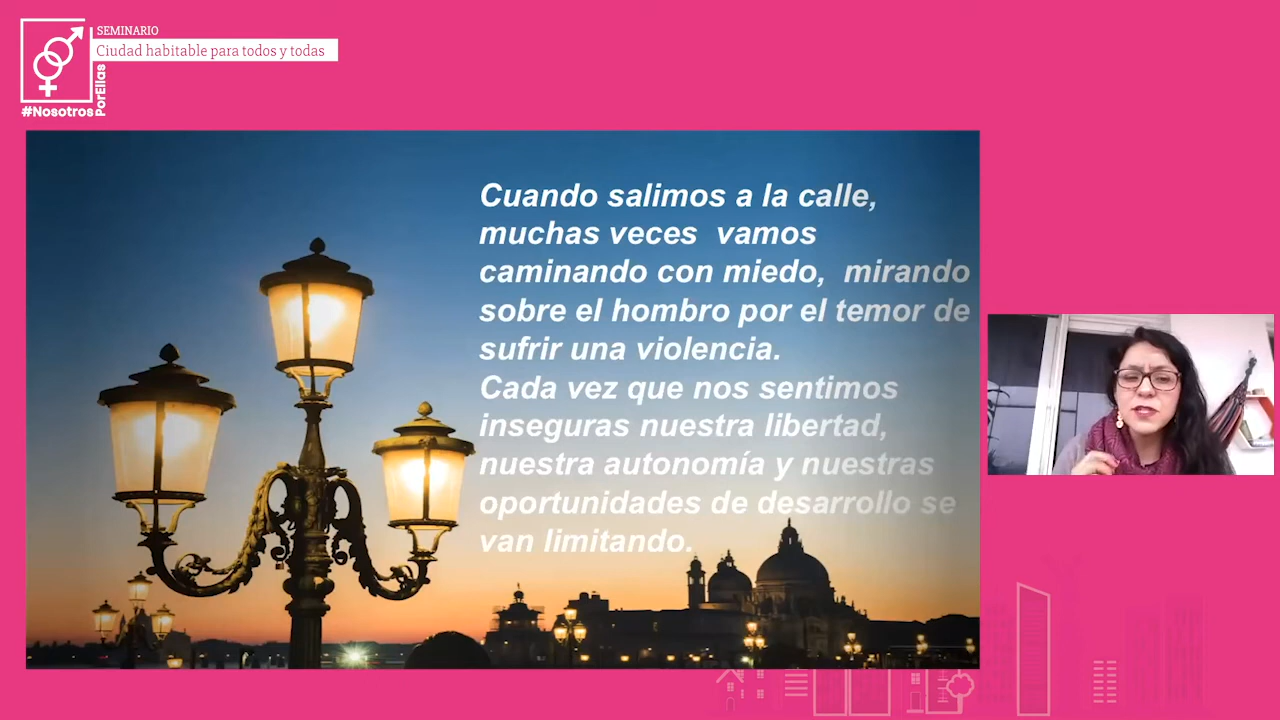 SEMINARIO
Ciudad habitable para todos y todas
#Nosotros
PorEllas
Cuando salimos a la calle,
muchas veces vamos
caminando con miedo, mirando
sobre el hombro por el temor de
sufrir una violencia.
Cada vez que nos sentimos
inseguras nuestra libertad,
nuestra autonomía y nuestras
oportunidades de desarrollo se
van limitando.